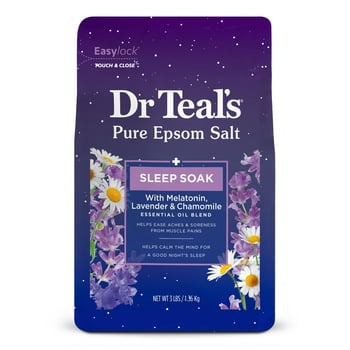 Easylock
TOUCH & CLOSE
Dr Teal's
Pure Epsom Salt
+
SLEEP SOAK
With Melatonin,
Lavender & Chamomile
ESSENTIAL OIL BLEND
HELPS EASE ACHES & SORENESS
FROM MUSCLE PAINS
HELPS CALM THE MIND FOR
A GOOD NIGHT'S SLEEP
NET WT 3 LBS / 1.36 Kg